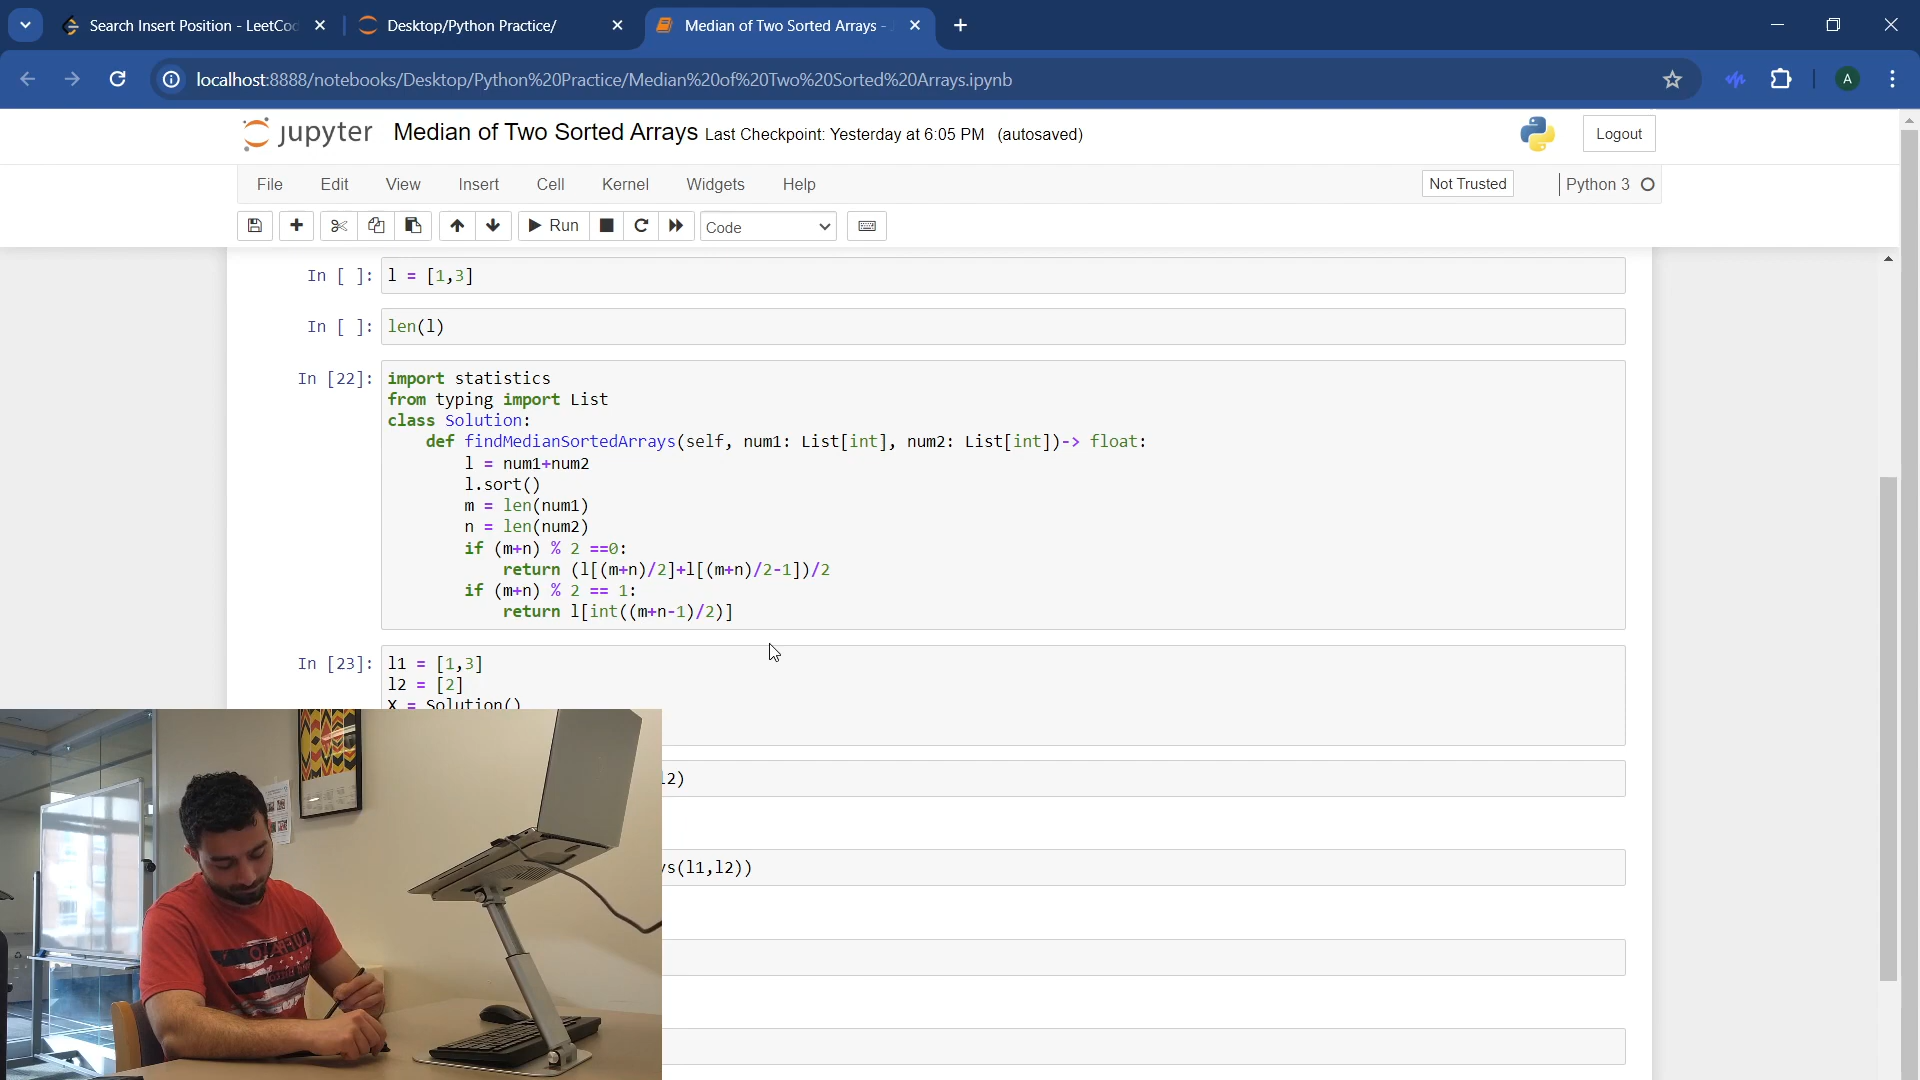 Search Insert Position - LeetCo
Desktop/Python Practice/
Median of Two Sorted Arrays -
localhost:8888/notebooks/Desktop/Python%20Practice/Median%20of%20Two%20Sorted%20Arrays.ipynb
A
jupyter Median of Two Sorted Arrays Last Checkpoint: Yesterday at 6:05 PM (autosaved)
Logout
File Edit View Insert Cell Kernel Widgets Help
Not Trusted Python 3
Run
Code
In [ ]: l = [1,3]
In [ ]: len(l)
In [22]: import statistics
from typing import List
class Solution:
def findMedianSortedArrays(self, num1: List[int], num2: List[int])-> float:
l = num1+num2
l.sort()
m = len(num1)
n = len(num2)
if (m+n) % 2 ==0:
return (l[(m+n)/2]+l[(m+n)/2-1])/2
if (m+n) % 2 == 1:
return l[int((m+n-1)/2)]
In [23]: l1 = [1,3]
l2 = [2]
X = Solution()
l2)
ys(l1,l2))